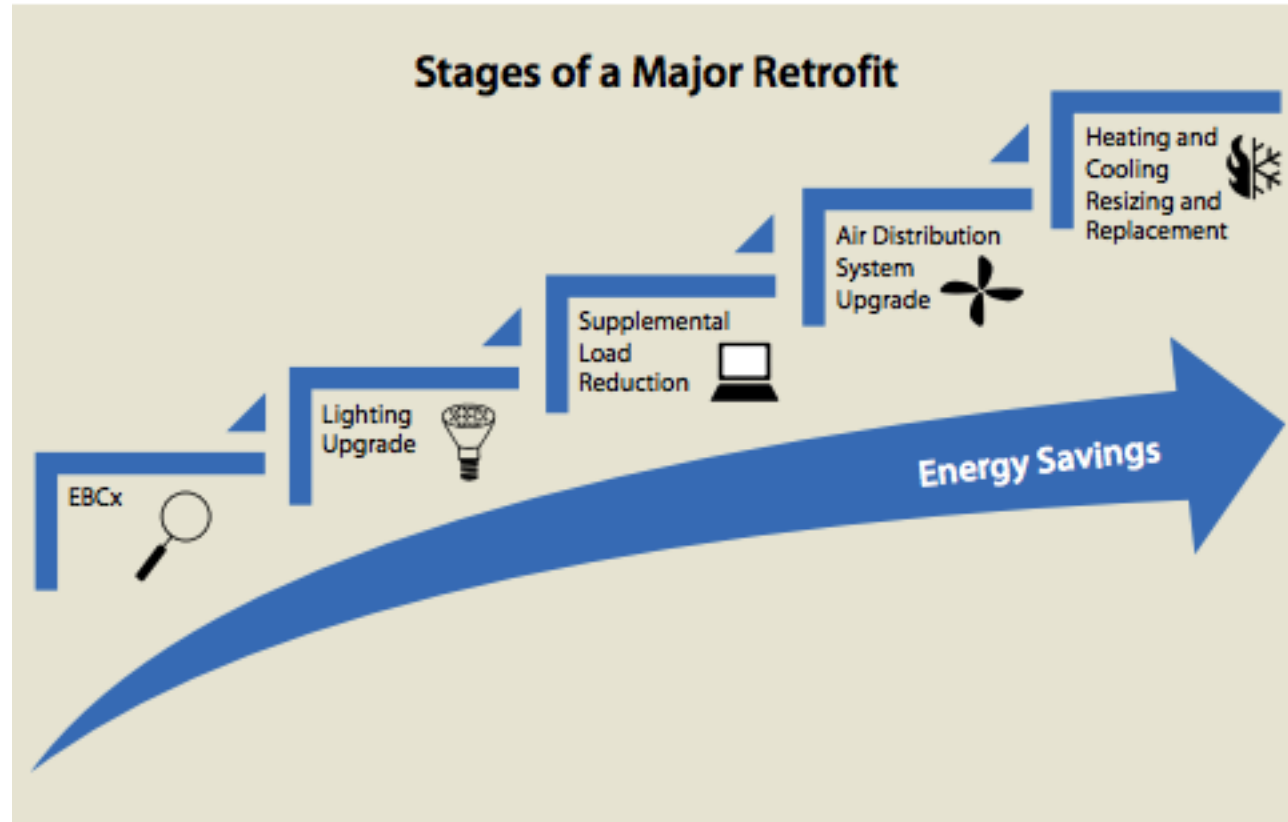 Stages of a Major Retrofit
EBCx
Lighting
Upgrade
Supplemental
Load
Reduction
Air Distribution
System
Upgrade
Heating and
Cooling
Resizing and
Replacement
Energy Savings